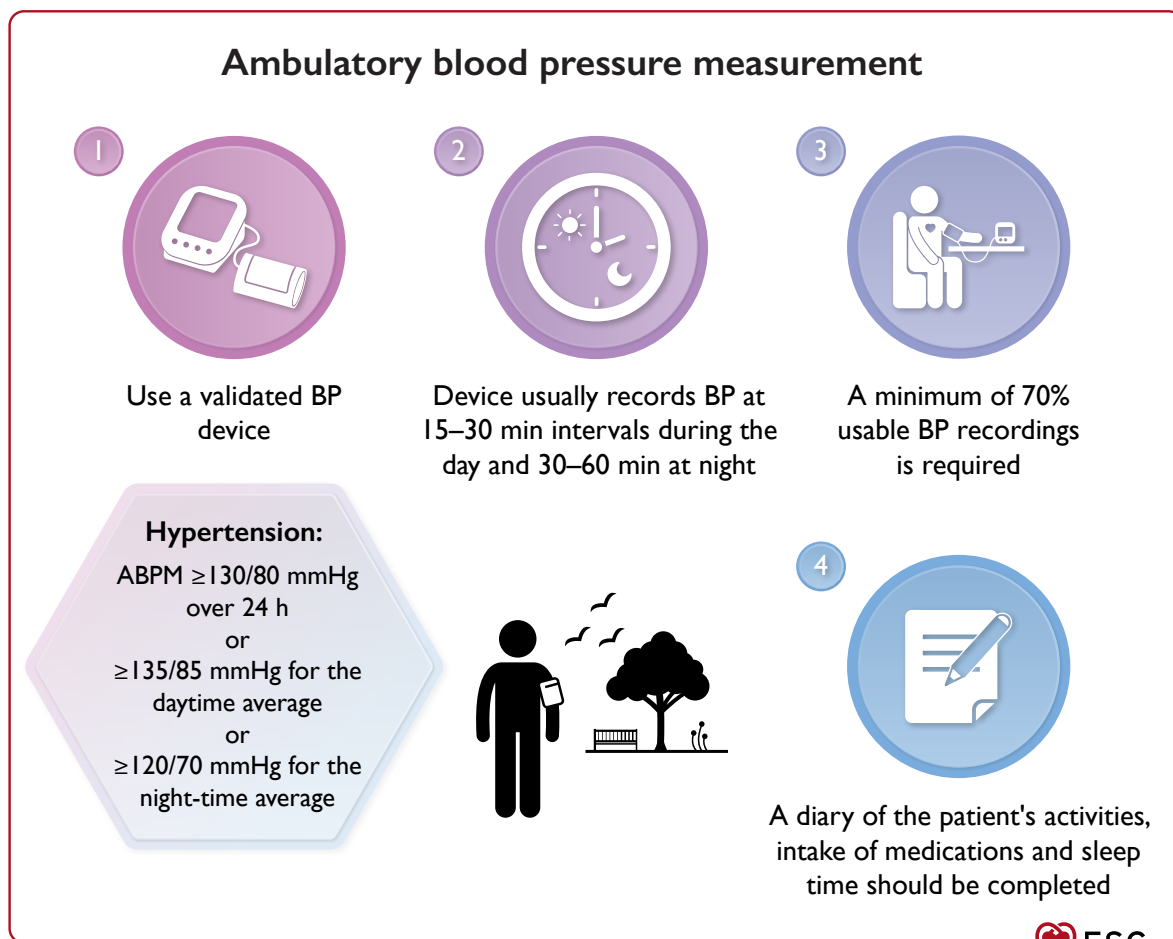 Ambulatory blood pressure measurement
1
Use a validated BP
device
2
Device usually records BP at
15–30 min intervals during the
day and 30–60 min at night
3
A minimum of 70%
usable BP recordings
is required
Hypertension:
ABPM ≥130/80 mmHg
over 24 h
or
≥135/85 mmHg for the
daytime average
or
≥120/70 mmHg for the
night-time average
4
A diary of the patient's activities,
intake of medications and sleep
time should be completed
ESC